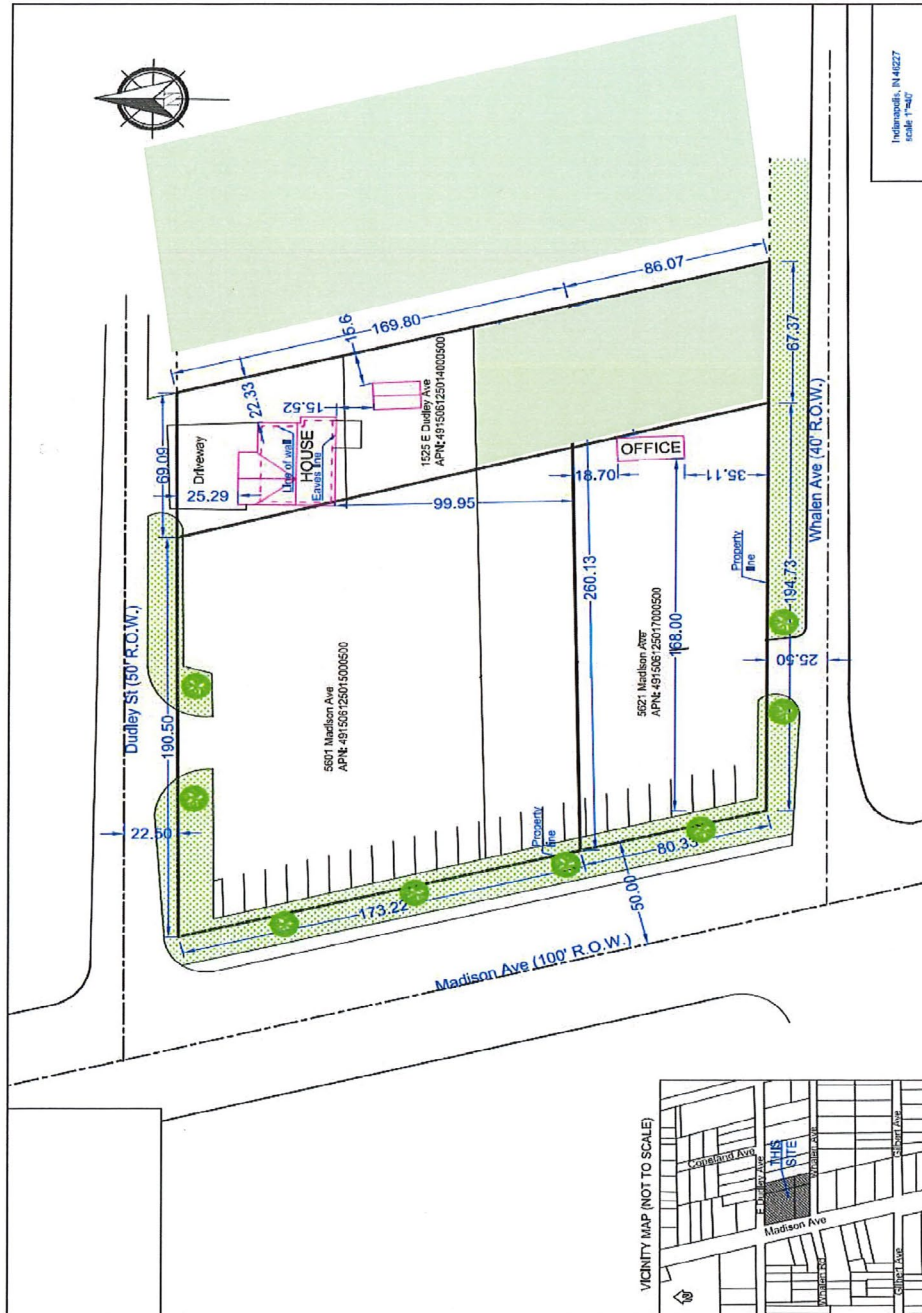 N
Indianapolis, IN 46227
scale 1"=40'
Dudley St (50' R.O.W.)
69.09
190.50
22.50
Driveway
25.29
22.33
Line of wall
HOUSE
Eaves line
15.52
15.6
169.80
86.07
1525 E Dudley Ave
APN: 491506125014000500
99.95
OFFICE
18.70
35.11
67.37
Whalen Ave (40' R.O.W.)
194.73
25.50
Property
line
260.13
168.00
5601 Madison Ave
APN: 491506125015000500
5621 Madison Ave
APN: 491506125017000500
Property
line
173.22
80.33
50.00
Madison Ave (100' R.O.W.)
VICINITY MAP (NOT TO SCALE)
N
Copeland Ave
E Dudley Ave
THIS
SITE
Whalen Ave
Madison Ave
Whalen Rd
Gilbert Ave
Gilbert Ave